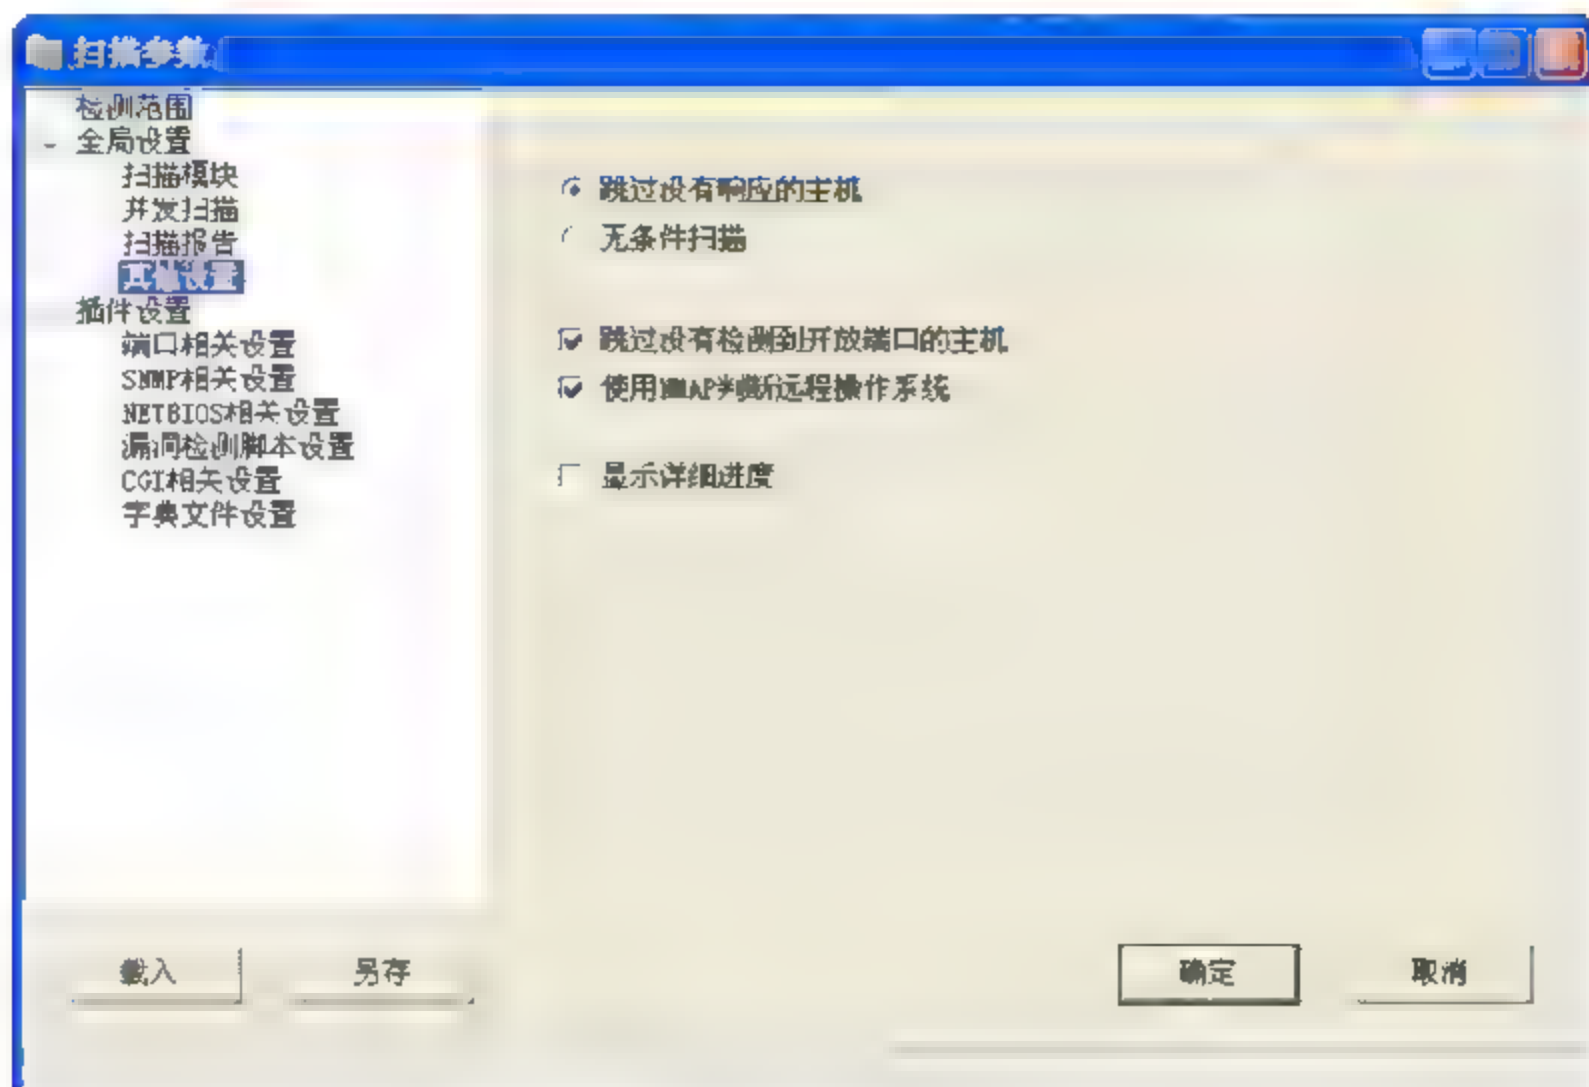 扫描参数
检测范围
全局设置
扫描模块
并发扫描
扫描报告
其他设置
插件设置
端口相关设置
SNMP相关设置
NETBIOS相关设置
漏洞检测脚本设置
CGI相关设置
字典文件设置
跳过没有响应的主机
无条件扫描
跳过没有检测到开放端口的主机
使用NMAP判断远程操作系统
显示详细进度
载入
另存
确定
取消